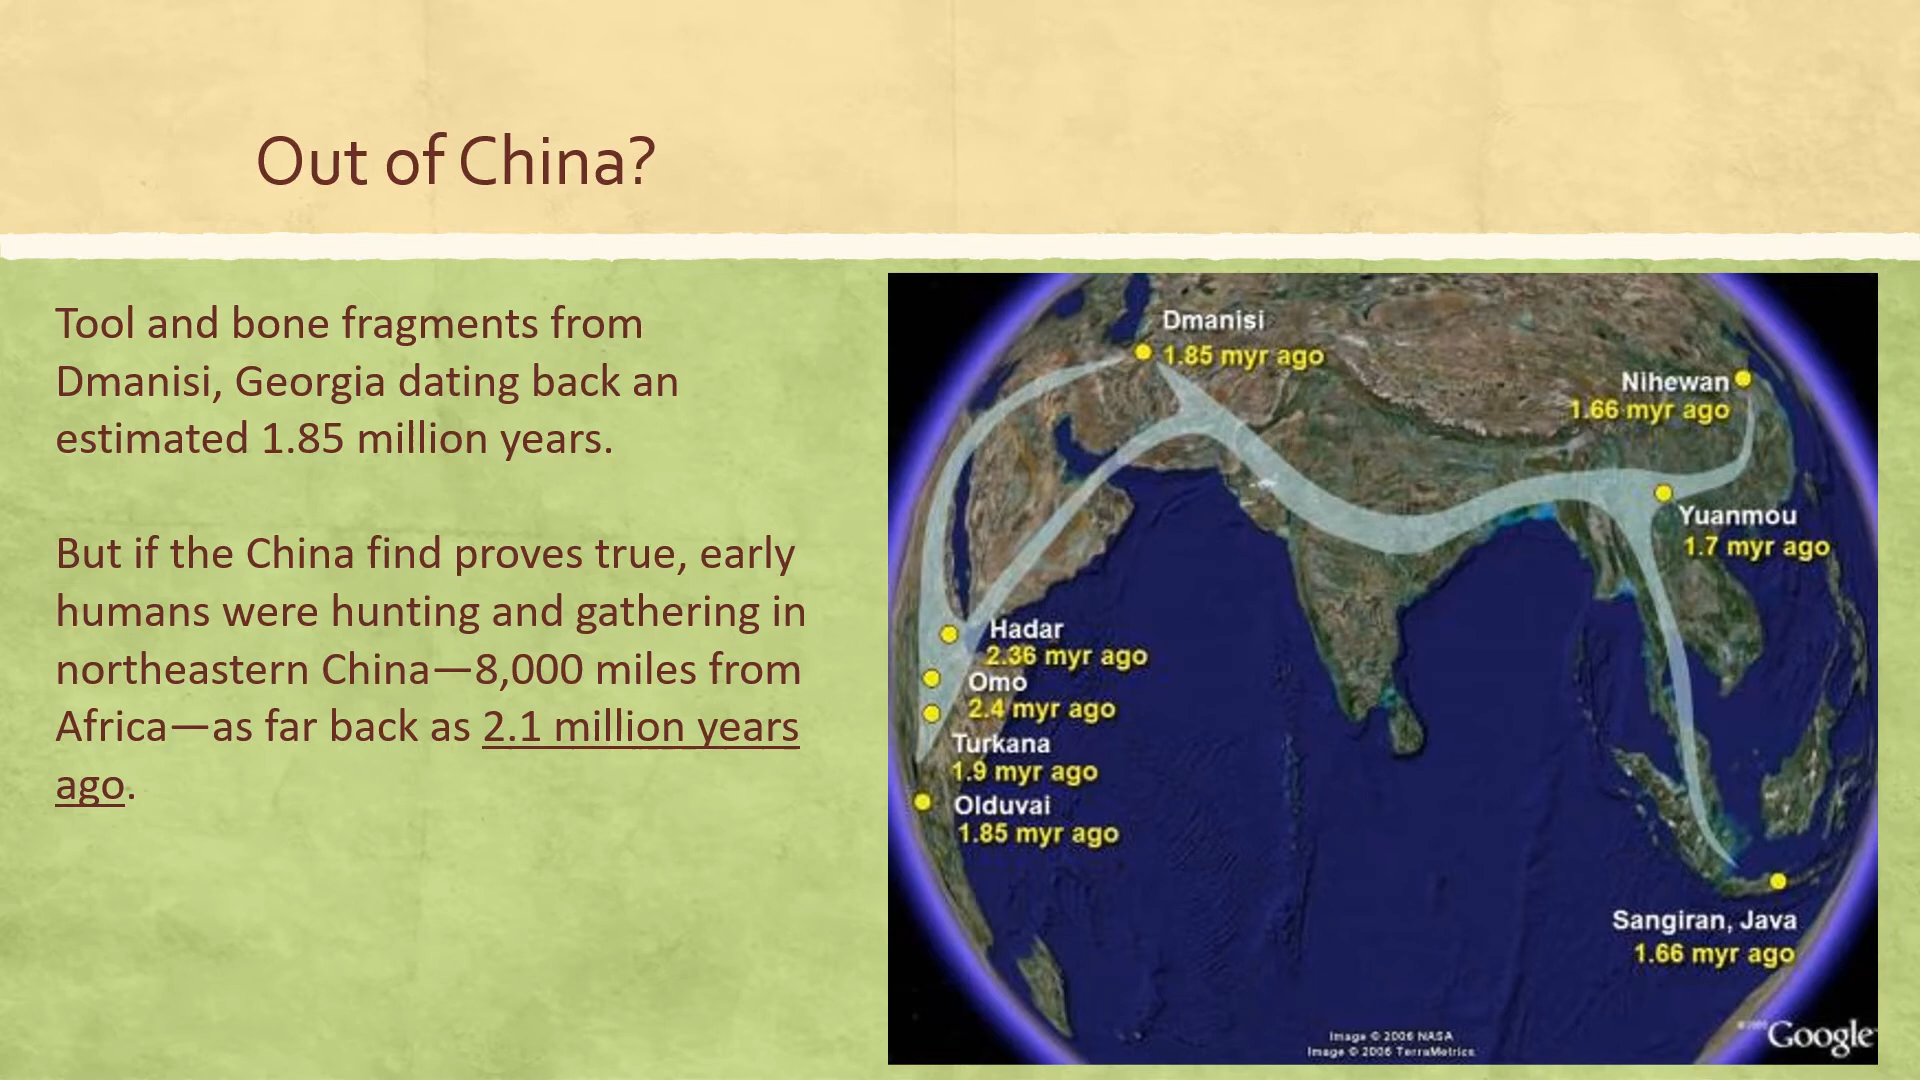 Out of China?
Tool and bone fragments from
Dmanisi, Georgia dating back an
estimated 1.85 million years.
But if the China find proves true, early
humans were hunting and gathering in
northeastern China—8,000 miles from
Africa—as far back as 2.1 million years
ago.
Dmanisi
1.85 myr ago
Nihewan
1.66 myr ago
Yuanmou
1.7 myr ago
Hadar
2.36 myr ago
Omo
2.4 myr ago
Turkana
1.9 myr ago
Olduvai
1.85 myr ago
Sangiran, Java
1.66 myr ago
Image © 2006 NASA
Image © 2006 TerraMetrics
Google